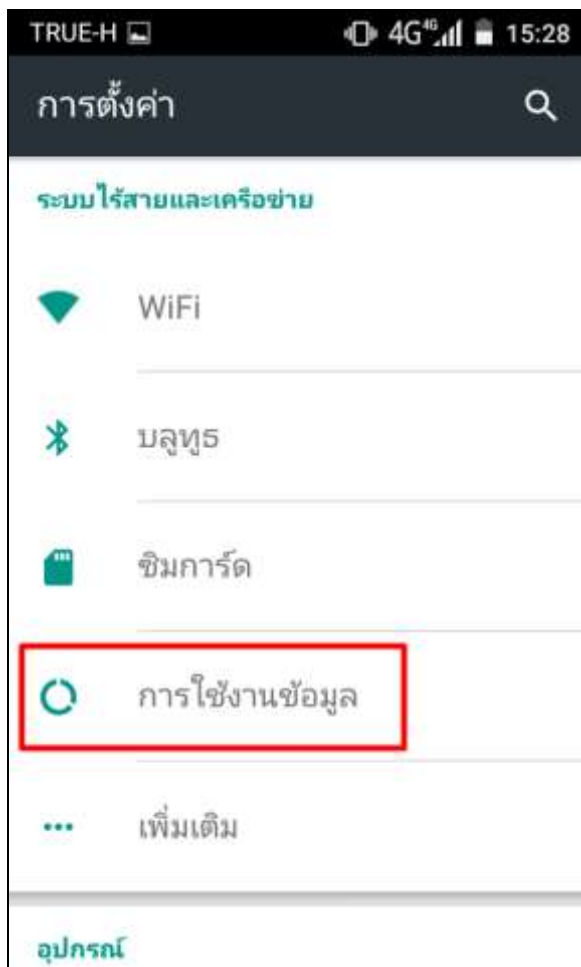 TRUE-H 4G 4G 15:28
การตั้งค่า
ระบบไร้สายและเครือข่าย
WiFi
บลูทูธ
ซิมการ์ด
การใช้งานข้อมูล
เพิ่มเติม
อุปกรณ์